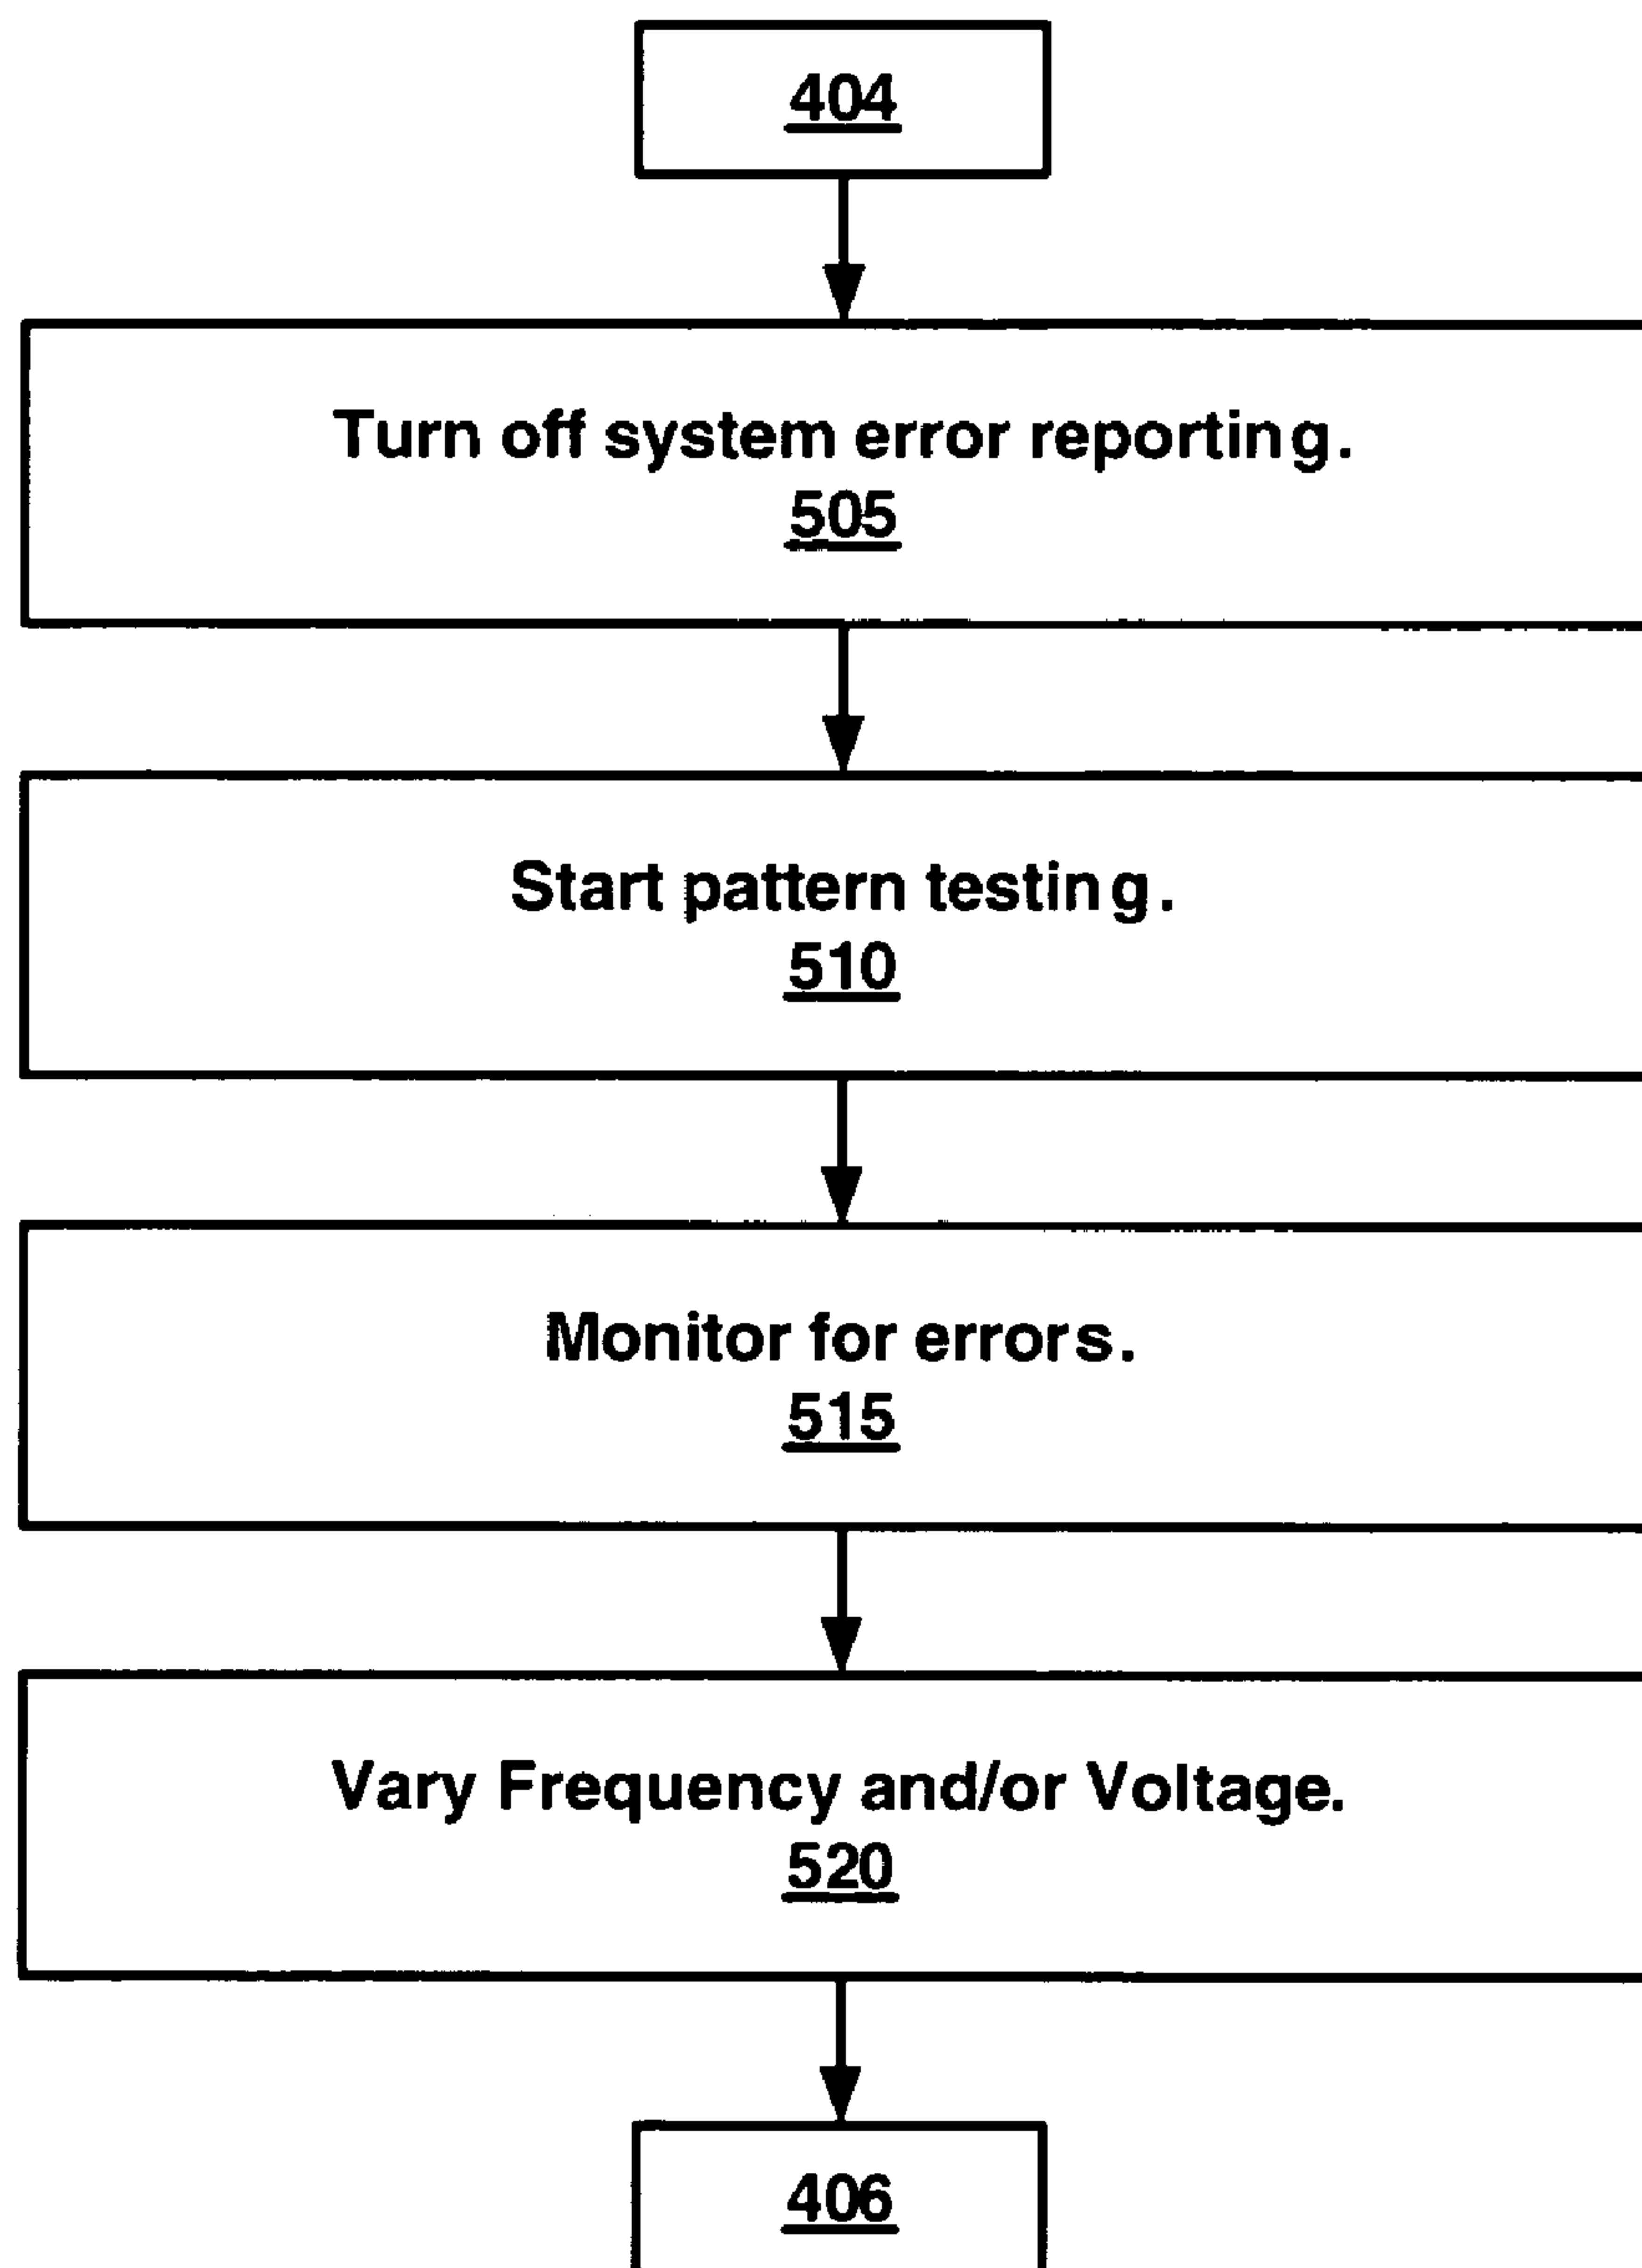 404
Turn off system error reporting.
505
Start pattern testing.
510
Monitor for errors.
515
Vary Frequency and/or Voltage.
520
406